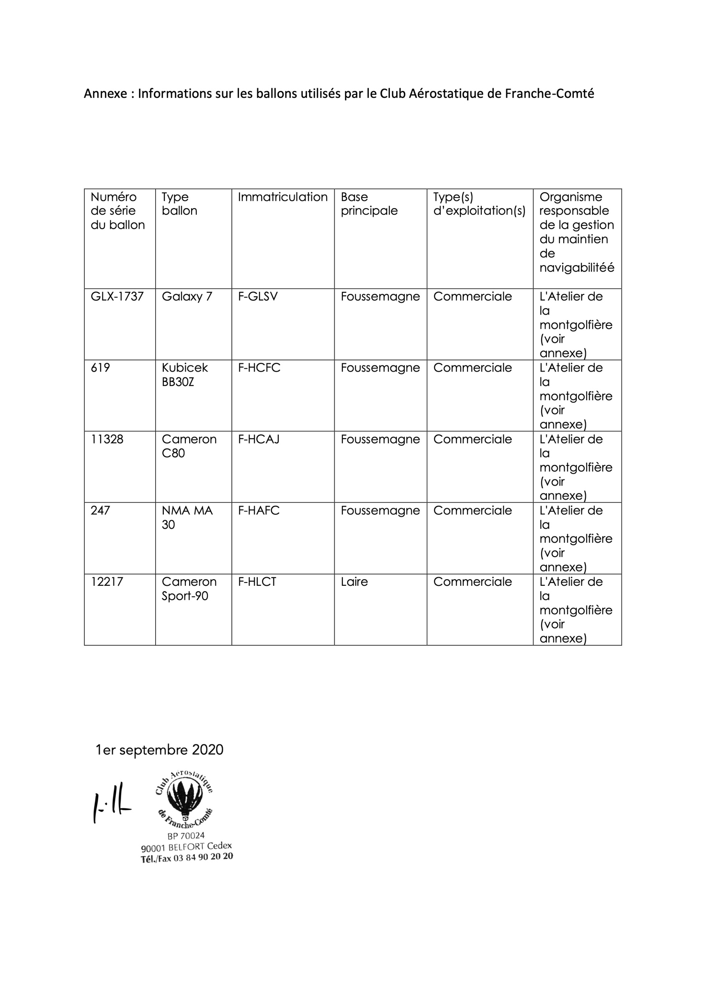 Annexe : Informations sur les ballons utilisés par le Club Aérostatique de Franche-Comté
Numéro
de série
du ballon
Type
ballon
Immatriculation
Base
principale
Type(s)
d'exploitation(s)
Organisme
responsable
de la gestion
du maintien
de
navigabilitéé
GLX-1737
Galaxy 7
F-GLSV
Foussemagne
Commerciale
L'Atelier de
la
montgolfière
(voir
annexe)
619
Kubicek
BB30Z
F-HCFC
Foussemagne
Commerciale
L'Atelier de
la
montgolfière
(voir
annexe)
11328
Cameron
C80
F-HCAJ
Foussemagne
Commerciale
L'Atelier de
la
montgolfière
(voir
annexe)
247
NMA MA
30
F-HAFC
Foussemagne
Commerciale
L'Atelier de
la
montgolfière
(voir
annexe)
12217
Cameron
Sport-90
F-HLCT
Laire
Commerciale
L'Atelier de
la
montgolfière
(voir
annexe)
1er septembre 2020
Club Aérostatique
de Franche-Comté
BP 70024
90001 BELFORT Cedex
Tél./Fax 03 84 90 20 20